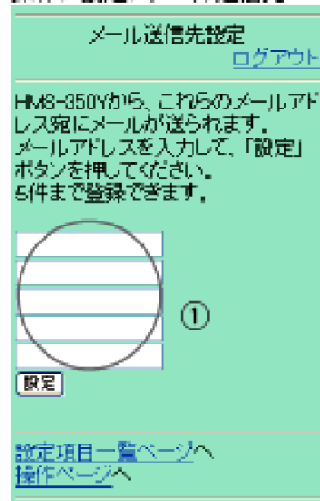 メール送信先設定
ログアウト
HMS-350Yから、これらのメールアド
レス宛にメールが送られます。
メールアドレスを入力して、「設定」
ボタンを押してください。
5件まで登録できます。
①
設定
設定項目一覧ページへ
操作ページへ